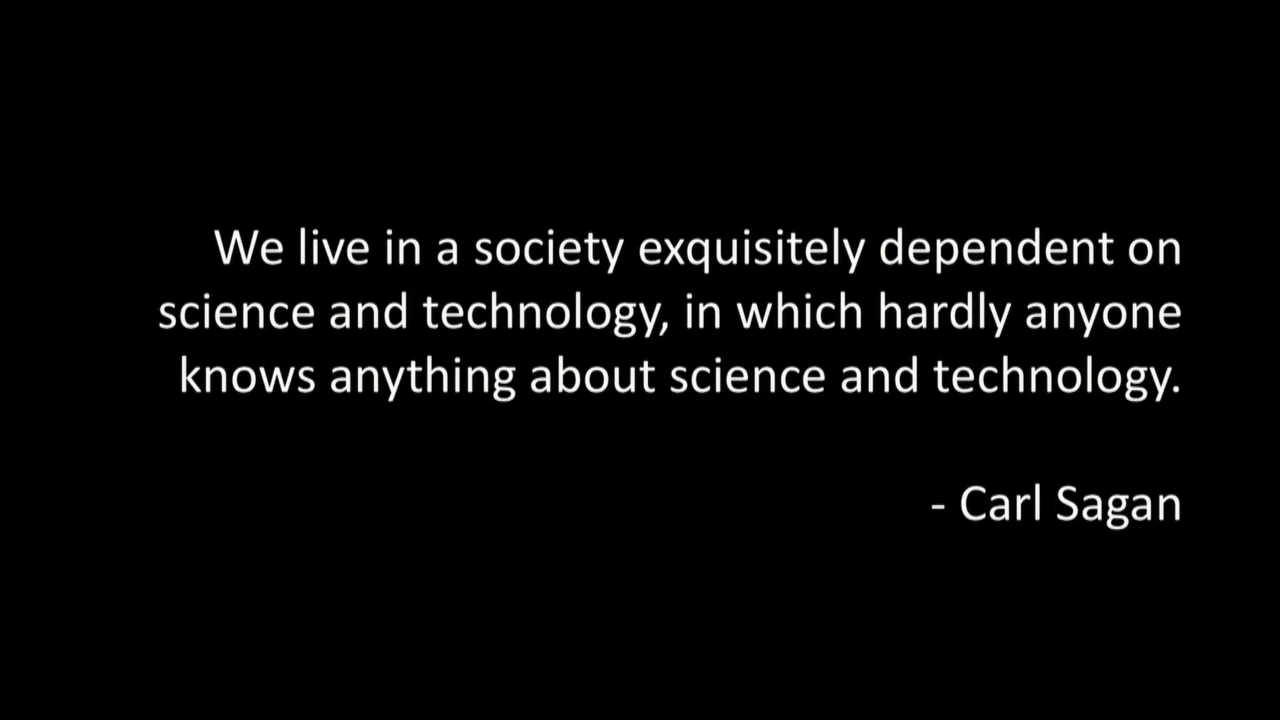 We live in a society exquisitely dependent on
science and technology, in which hardly anyone
knows anything about science and technology.
- Carl Sagan